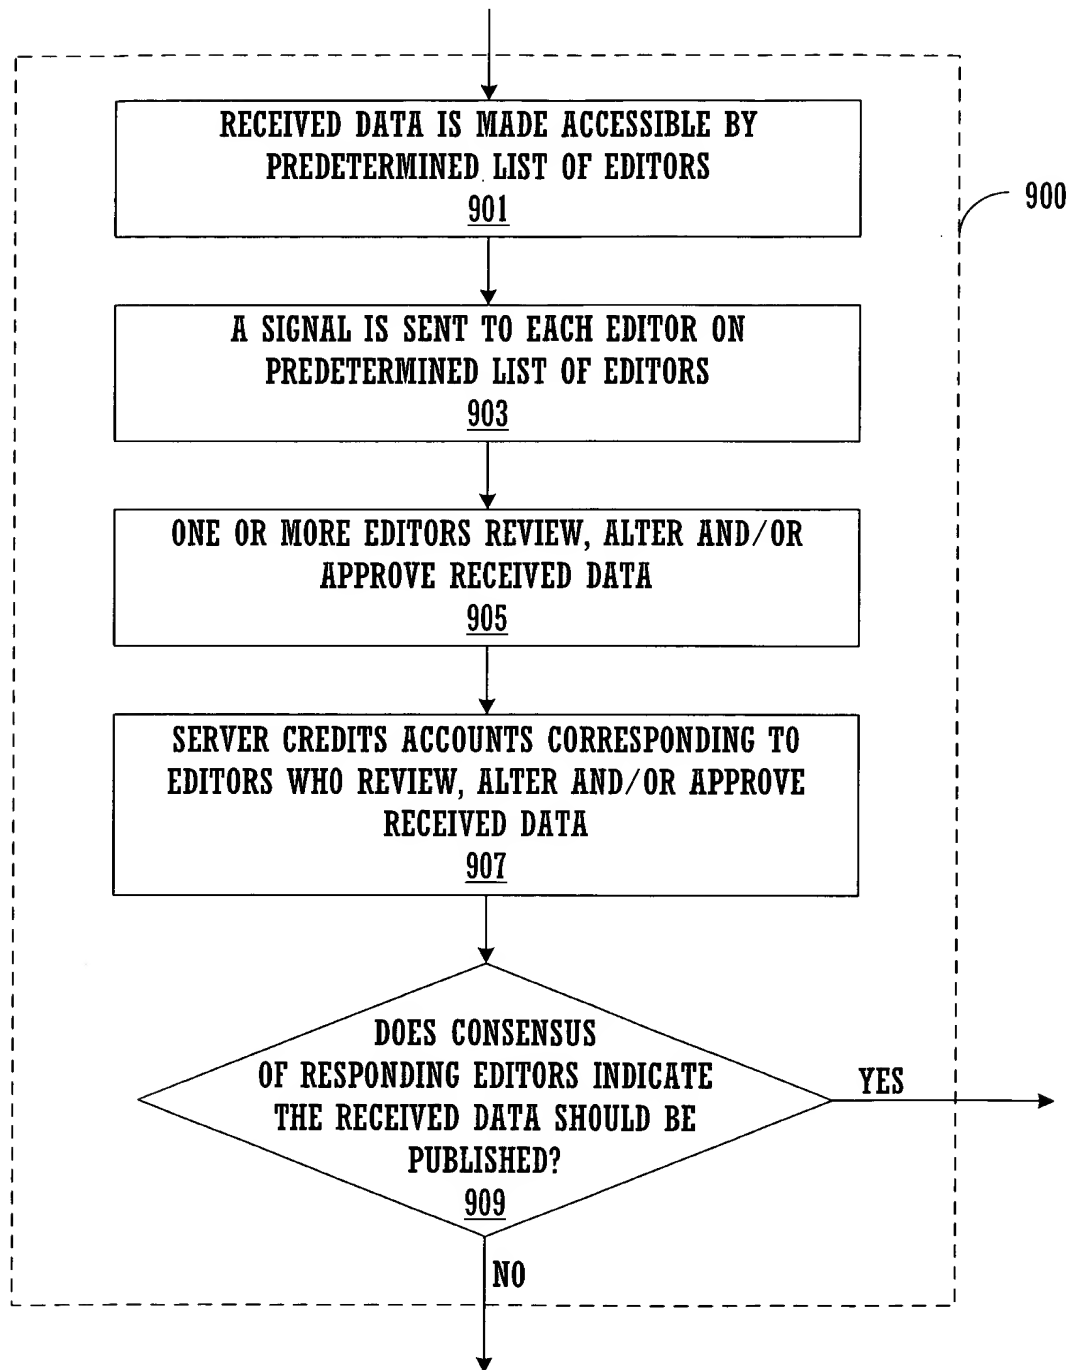 RECEIVED DATA IS MADE ACCESSIBLE BY
PREDETERMINED LIST OF EDITORS
901
900
A SIGNAL IS SENT TO EACH EDITOR ON
PREDETERMINED LIST OF EDITORS
903
ONE OR MORE EDITORS REVIEW, ALTER AND/OR
APPROVE RECEIVED DATA
905
SERVER CREDITS ACCOUNTS CORRESPONDING TO
EDITORS WHO REVIEW, ALTER AND/OR APPROVE
RECEIVED DATA
907
DOES CONSENSUS
OF RESPONDING EDITORS INDICATE
THE RECEIVED DATA SHOULD BE
PUBLISHED?
909
YES
NO